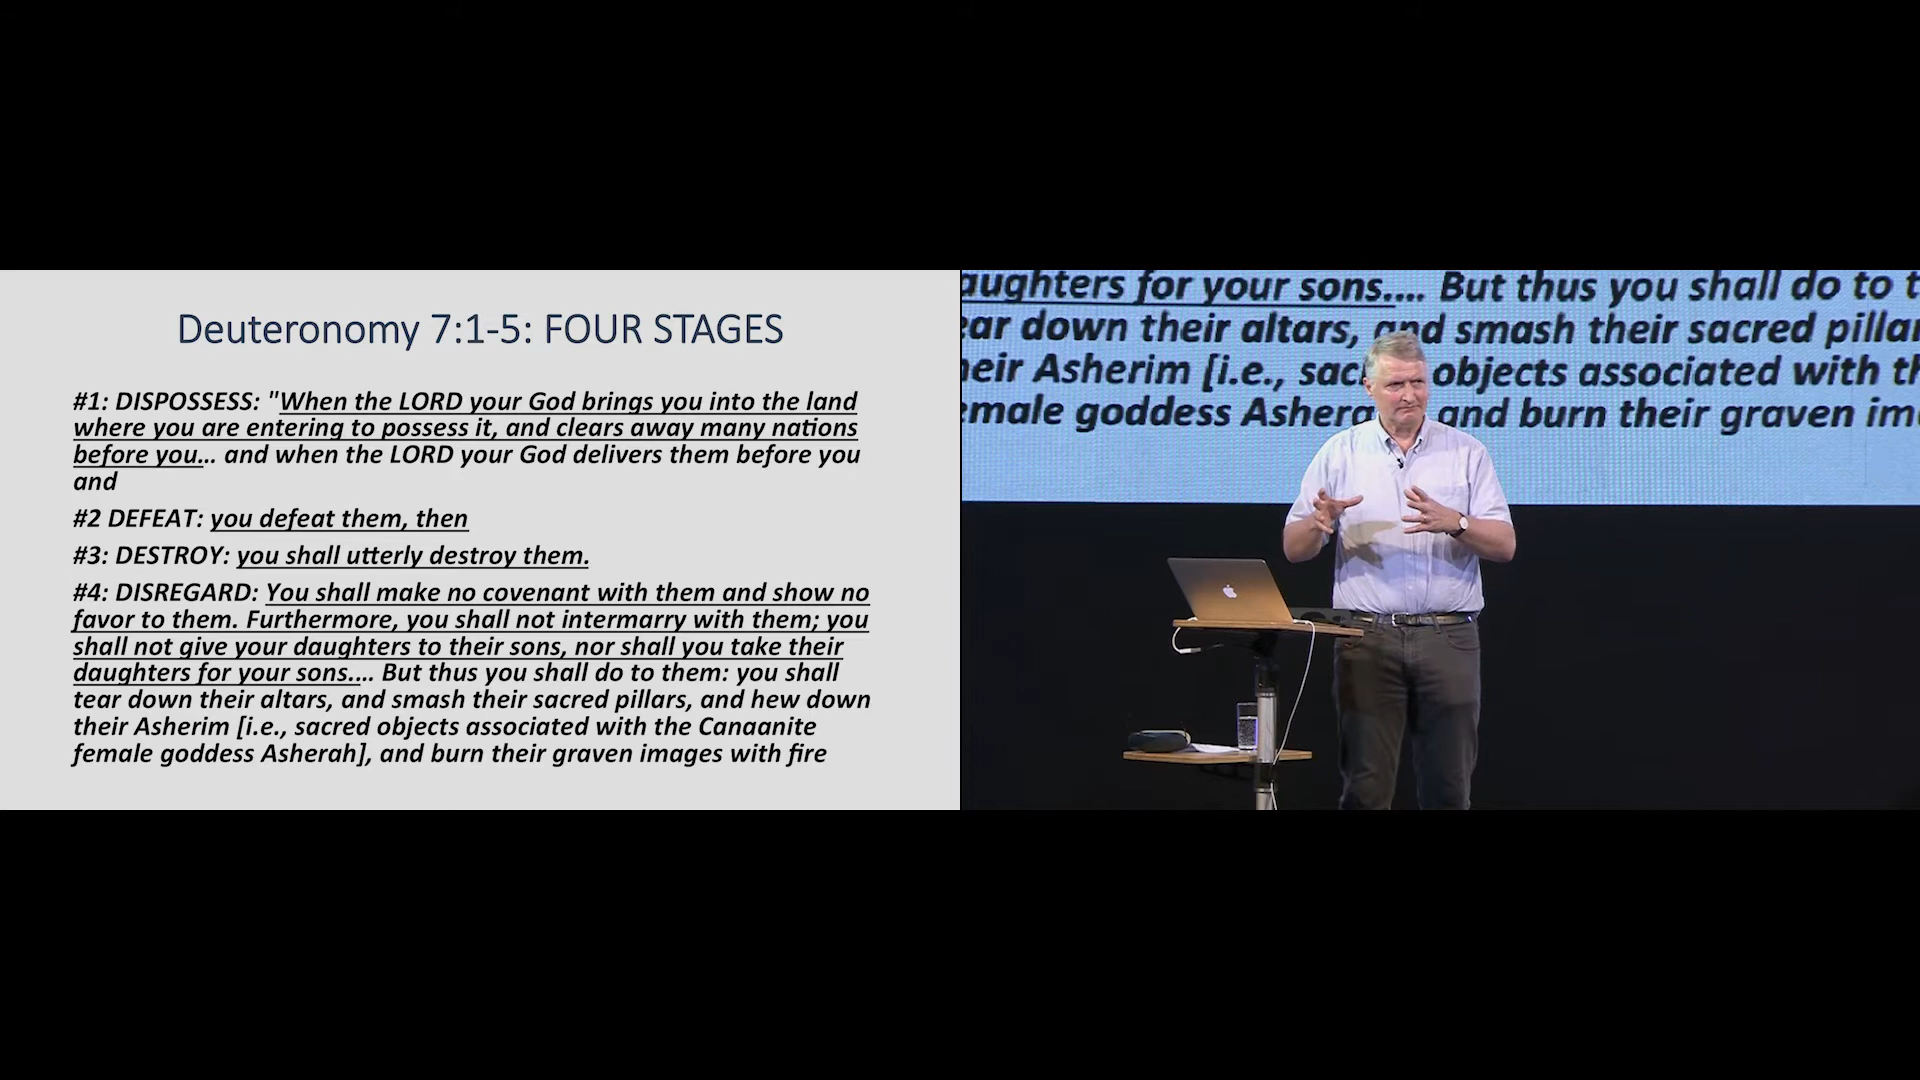 Deuteronomy 7:1-5: FOUR STAGES
#1: DISPOSSESS: "When the LORD your God brings you into the land
where you are entering to possess it, and clears away many nations
before you... and when the LORD your God delivers them before you
and
#2 DEFEAT: you defeat them, then
#3: DESTROY: you shall utterly destroy them.
#4: DISREGARD: You shall make no covenant with them and show no
favor to them. Furthermore, you shall not intermarry with them; you
shall not give your daughters to their sons, nor shall you take their
daughters for your sons.... But thus you shall do to them: you shall
tear down their altars, and smash their sacred pillars, and hew down
their Asherim [i.e., sacred objects associated with the Canaanite
female goddess Asherah], and burn their graven images with fire
aughters for your sons.... But thus you shall do to t
ear down their altars, and smash their sacred pillar
heir Asherim [i.e., sac objects associated with th
emale goddess Ashera and burn their graven im